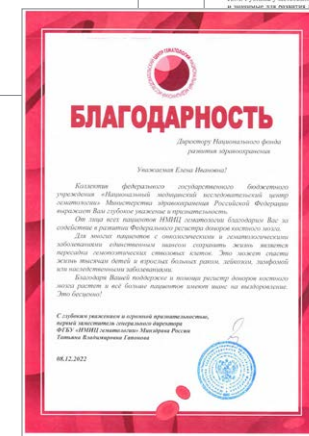 и значимые для развития
БЛАГОДАРНОСТЬ
Директору Национального фонда
развития здравоохранения
Уважаемая Елена Ивановна!
Коллектив федерального государственного бюджетного
учреждения «Национальный медицинский исследовательский центр
гематологии» Министерства здравоохранения Российской Федерации
выражает Вам глубокое уважение и признательность.
От лица всех пациентов НМИЦ гематологии благодарим Вас за
содействие в развитии Федерального регистра доноров костного мозга.
Для многих пациентов с онкологическими и гематологическими
заболеваниями единственным шансом сохранить жизнь является
пересадка гемопоэтических стволовых клеток. Это может спасти
жизнь тысячам детей и взрослых больных раком, лейкозом, лимфомой
или наследственными заболеваниями.
Благодаря Вашей поддержке и помощи регистр доноров костного
мозга растет и всё больше пациентов имеют шанс на выздоровление.
Это бесценно!
С глубоким уважением и огромной признательностью,
первый заместитель генерального директора
ФГБУ «НМИЦ гематологии» Минздрава России
Татьяна Владимировна Гапонова
08.12.2022